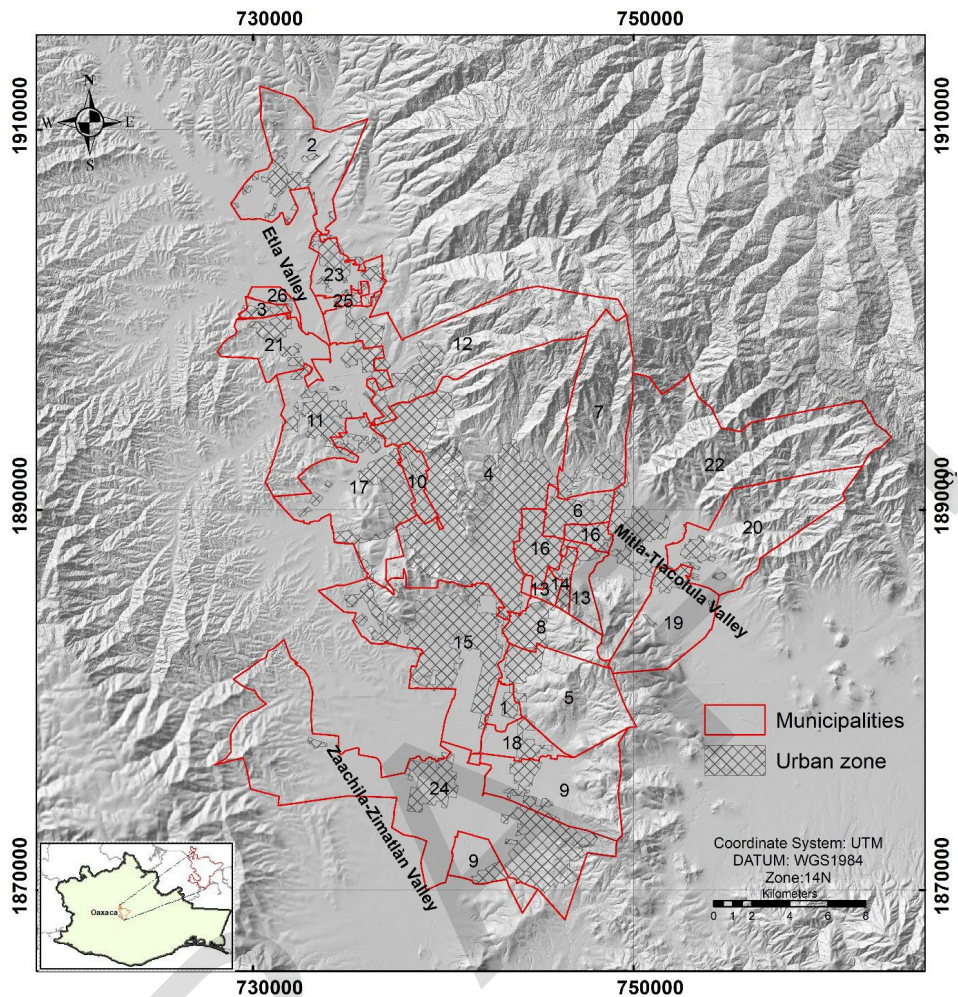 730000
750000
N
W
E
S
1910000
1910000
2
Etla Valley
23
26
25
3
21
12
7
11
22
4
17
10
1890000
1890000
6
20
16
16
Mitla-Tlacolula Valley
14
13
13
8
19
15
5
1
Municipalities
18
Urban zone
Zaachila-Zimatlàn Valley
24
9
Coordinate System: UTM
DATUM: WGS1984
Zone:14N
Kilometers
0 1 2 4 6 8
9
1870000
1870000
Oaxaca
730000
750000